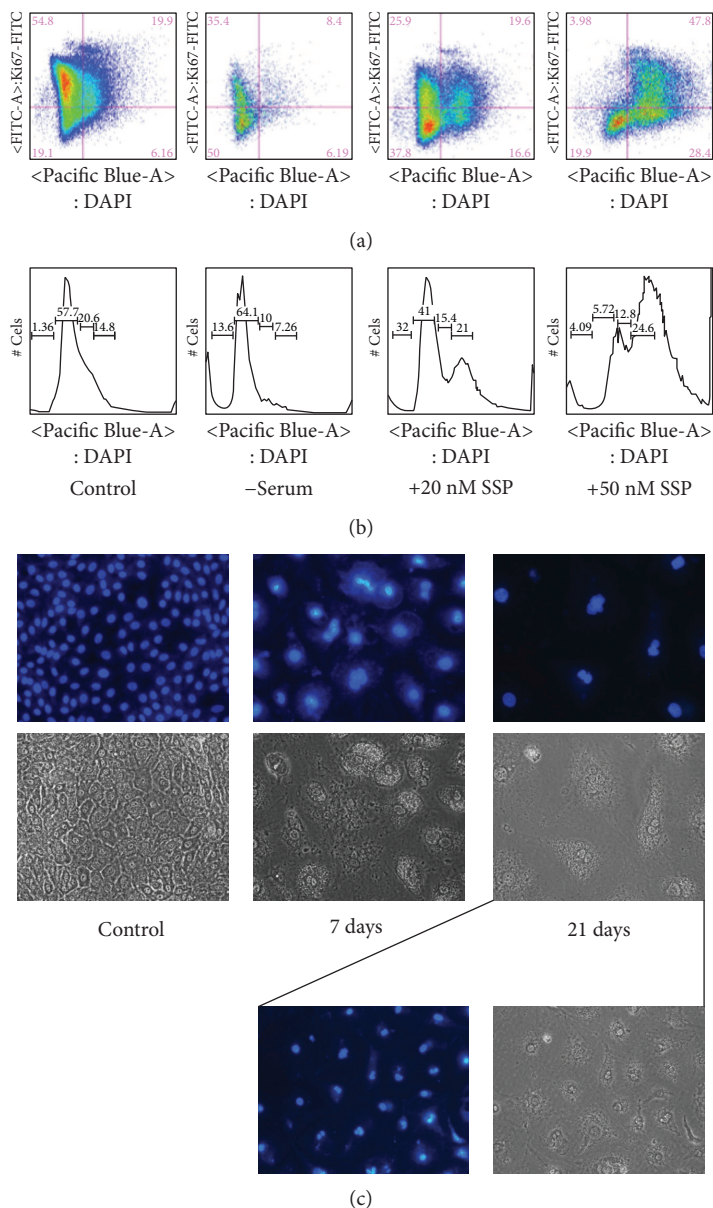 54.8 19.9
<FITC-A>:Ki67-FITC
19.1 6.16
<Pacific Blue-A>
: DAPI
35.4 8.4
<FITC-A>:Ki67-FITC
50 6.19
<Pacific Blue-A>
: DAPI
25.9 19.6
<FITC-A>:Ki67-FITC
37.8 16.6
<Pacific Blue-A>
: DAPI
3.98 47.8
<FITC-A>:Ki67-FITC
19.9 28.4
<Pacific Blue-A>
: DAPI
(a)
# Cels
1.36 57.7 20.6 14.8
<Pacific Blue-A>
: DAPI
Control
# Cels
13.6 64.1 10 7.26
<Pacific Blue-A>
: DAPI
−Serum
# Cels
32 41 15.4 21
<Pacific Blue-A>
: DAPI
+20 nM SSP
# Cels
4.09 5.72 12.8 24.6
<Pacific Blue-A>
: DAPI
+50 nM SSP
(b)
Control
7 days
21 days
(c)